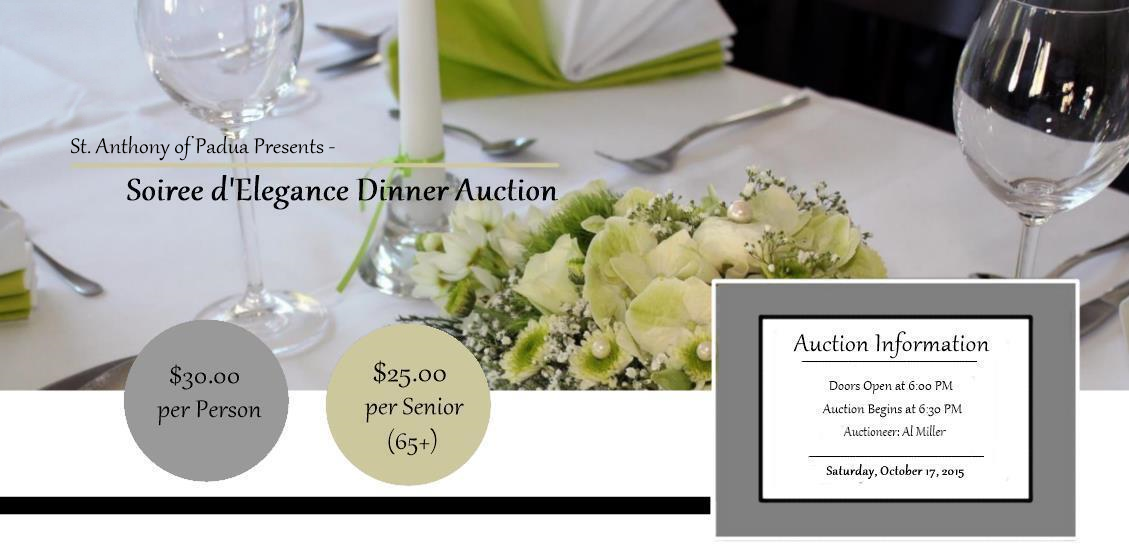 St. Anthony of Padua Presents -
Soiree d'Elegance Dinner Auction
$30.00
per Person
$25.00
per Senior
(65+)
Auction Information
Doors Open at 6:00 PM
Auction Begins at 6:30 PM
Auctioneer: Al Miller
Saturday, October 17, 2015